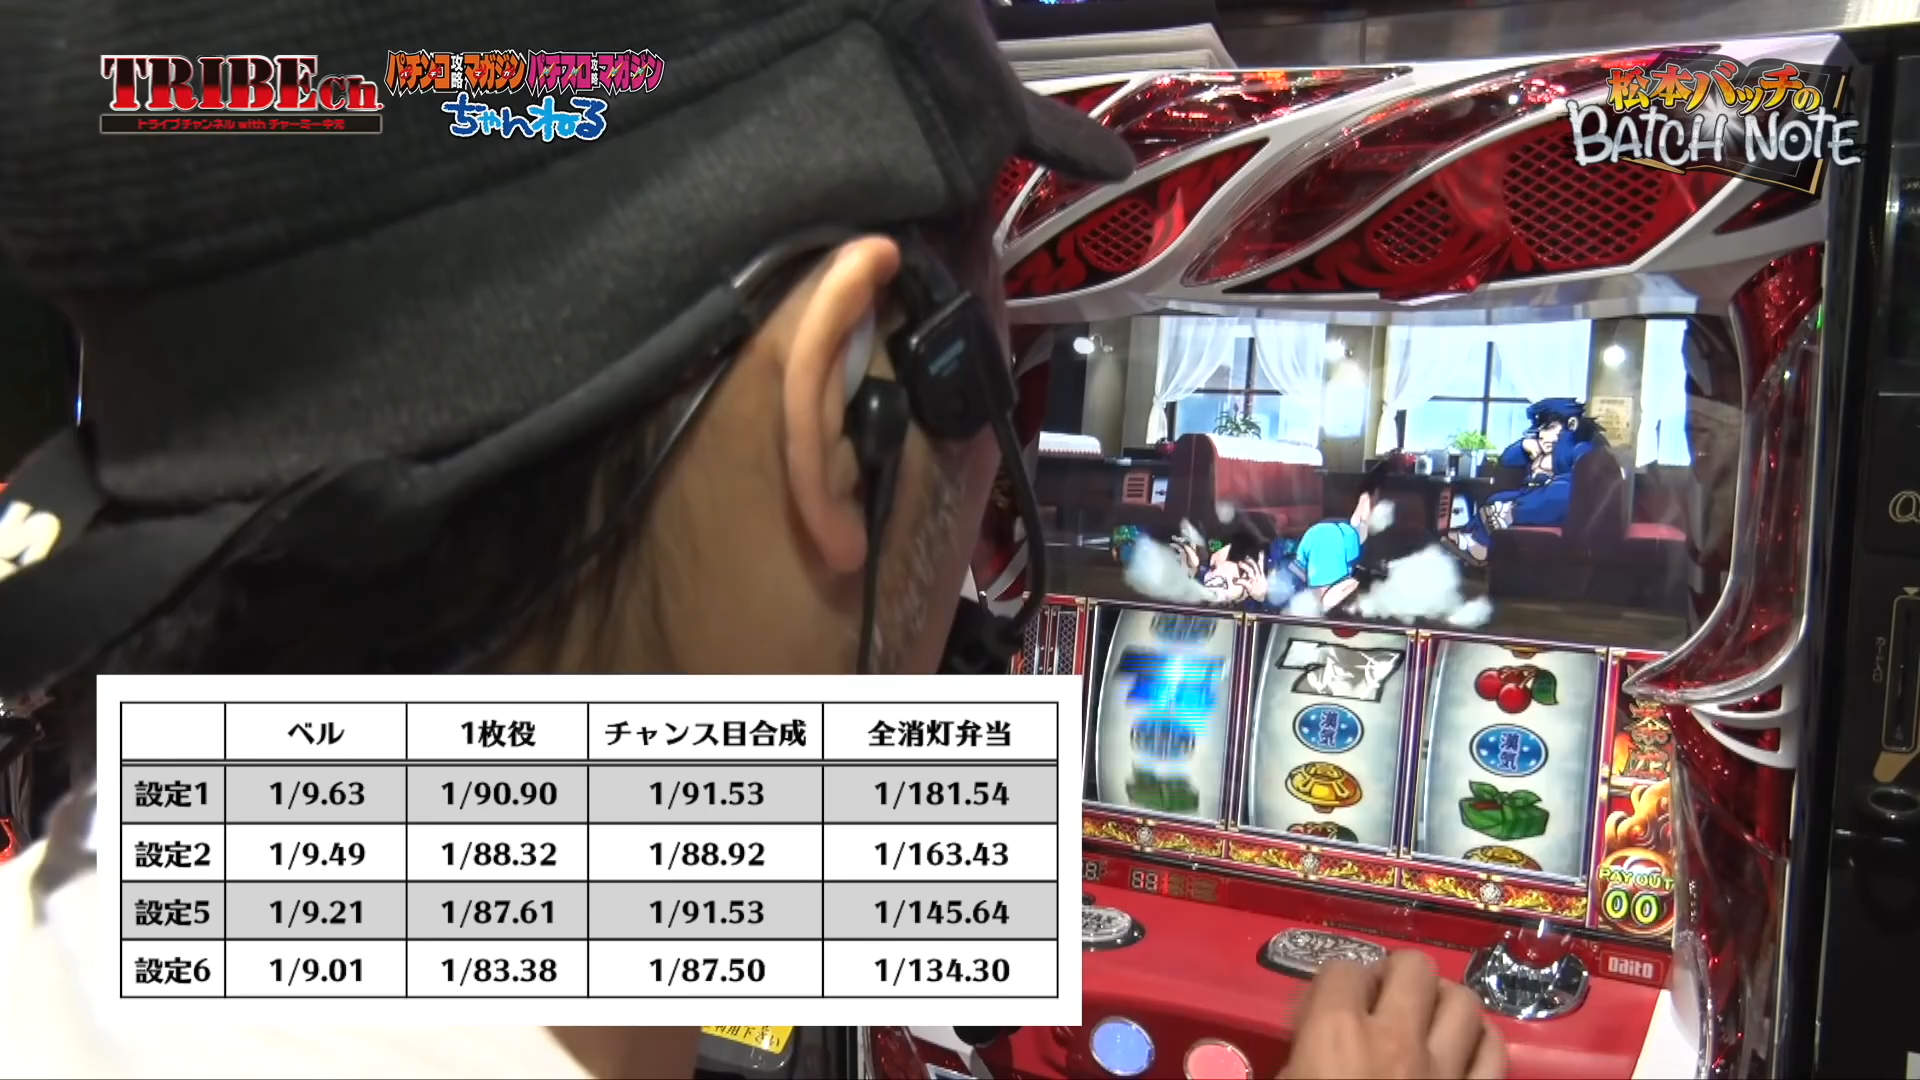 TRIBECh.
トライブチャンネル with チャーミー中元
パチンコ攻略マガジン パチスロ攻略マガジン
ちゃんねる
松本バッチの
BATCH NOTE
ベル 1枚役 チャンス目合成 全消灯弁当
設定1 1/9.63 1/90.90 1/91.53 1/181.54
設定2 1/9.49 1/88.32 1/88.92 1/163.43
設定5 1/9.21 1/87.61 1/91.53 1/145.64
設定6 1/9.01 1/83.38 1/87.50 1/134.30
漢気
漢気
PAY OUT
00
Daito